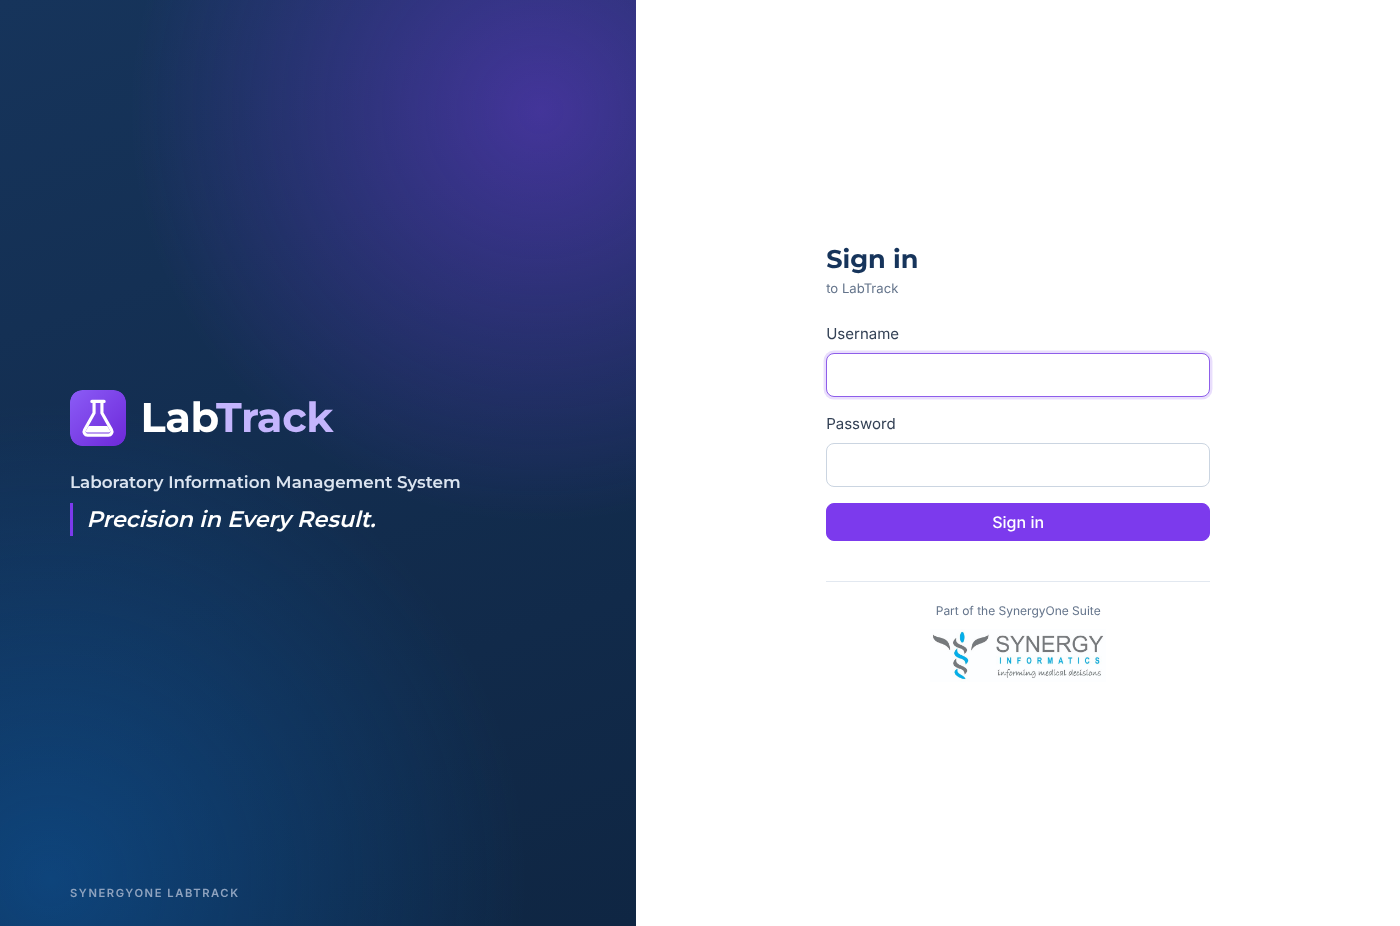 LabTrack
Laboratory Information Management System
Precision in Every Result.
SYNERGYONE LABTRACK
Sign in
to LabTrack
Username
Password
Sign in
Part of the SynergyOne Suite
SYNERGY
INFORMATICS
informing medical decisions